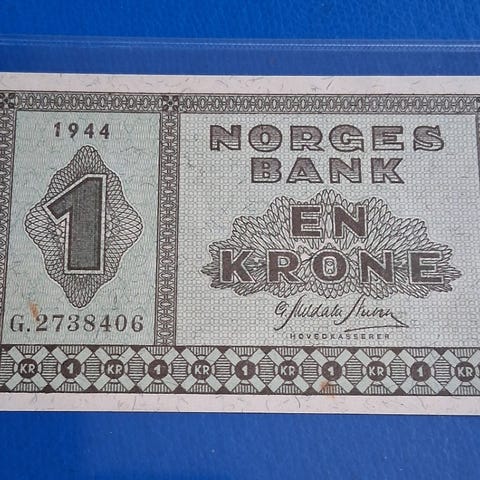 1944
1
G.2738406
NORGES
BANK
EN
KRONE
HOVEDKASSERER
KR 1 KR 1 KR 1 KR 1 KR 1 KR 1 KR